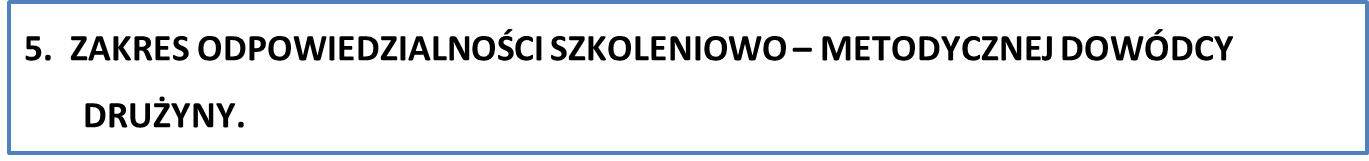 5. ZAKRES ODPOWIEDZIALNOŚCI SZKOLENIOWO – METODYCZNEJ DOWÓDCY
DRUŻYNY.